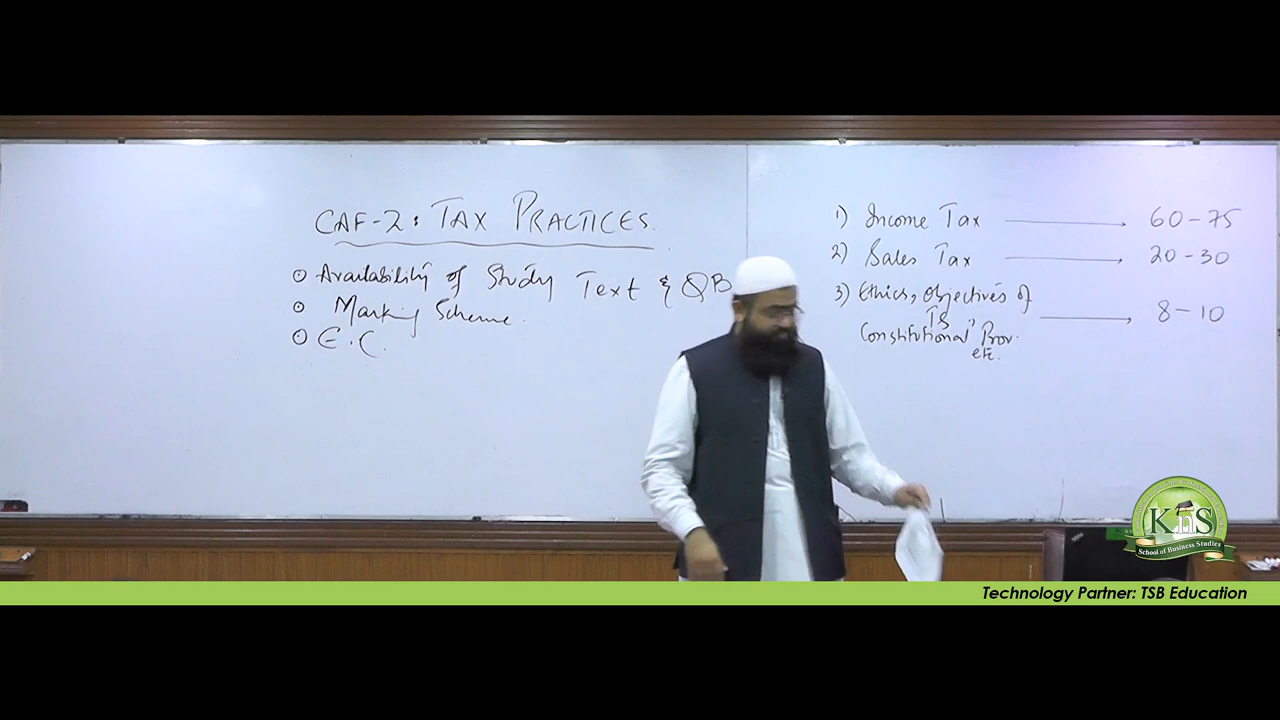 CAF-2: TAX PRACTICES.
Availability of Study Text & QB
Marking Scheme.
E.C.
1) Income Tax → 60-75
2) Sales Tax → 20-30
3) Ethics, Objectives of → 8-10
TS,
Constitutional Prov.
etc.
KnS
School of Business Studies
Technology Partner: TSB Education